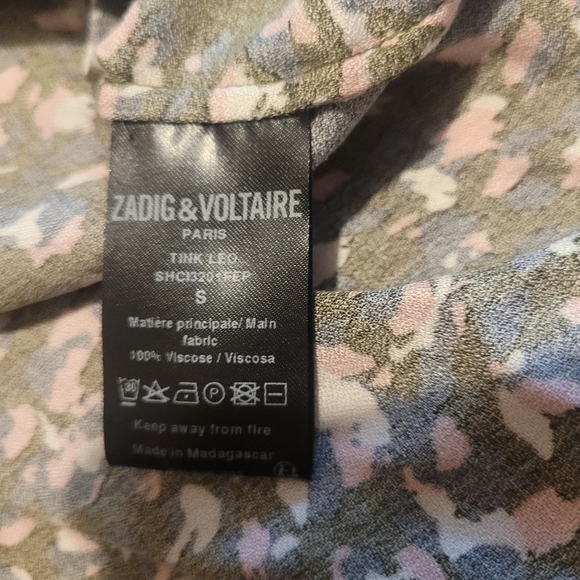 ZADIG & VOLTAIRE
PARIS
TINK LEO
S
Matière principale/ Main
fabric
100% Viscose / Viscosa
30 P
Keep away from fire
Made in Madagascar